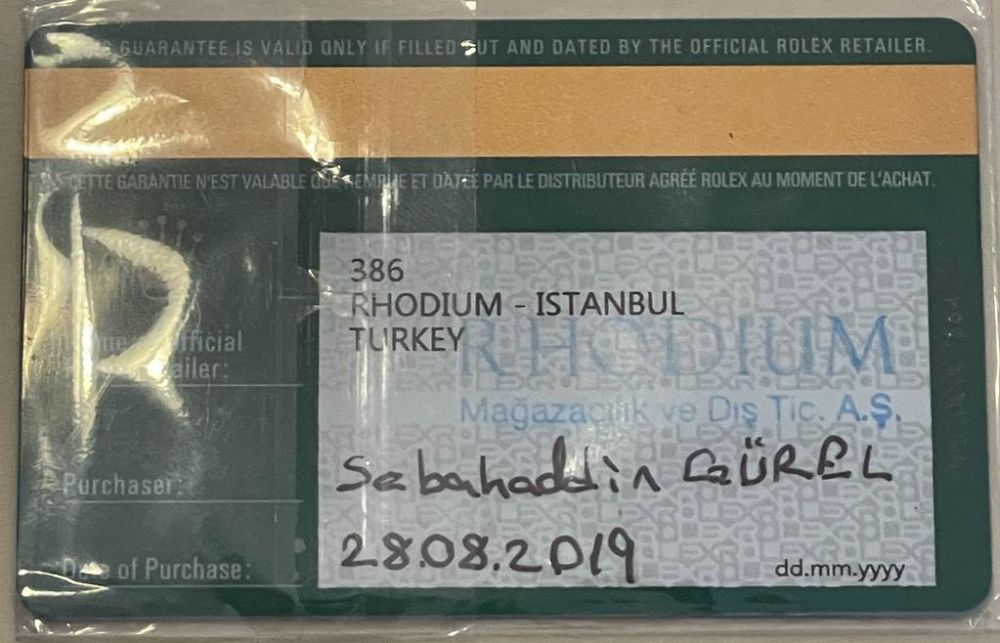 GUARANTEE IS VALID ONLY IF FILLED OUT AND DATED BY THE OFFICIAL ROLEX RETAILER.
CETTE GARANTIE N'EST VALABLE QUE REMPLIE ET DATÉE PAR LE DISTRIBUTEUR AGRÉÉ ROLEX AU MOMENT DE L'ACHAT.
386
RHODIUM - ISTANBUL
TURKEY
RHODIUM
Mağazacılık ve Dış Tic. A.Ş.
Official
Retailer:
Purchaser:
Sebahaddin GÜREL
Date of Purchase:
28.08.2019
dd.mm.yyyy